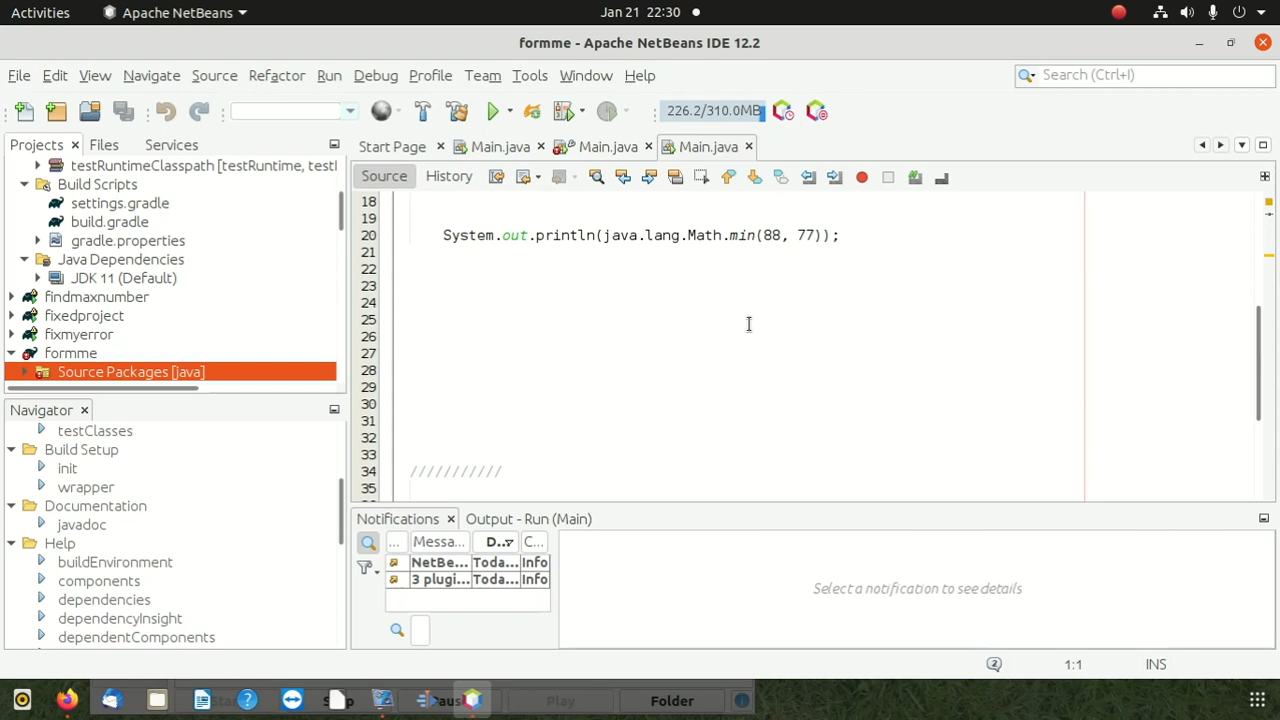 Activities
Apache NetBeans
Jan 21 22:30
formme - Apache NetBeans IDE 12.2
File Edit View Navigate Source Refactor Run Debug Profile Team Tools Window Help
Search (Ctrl+I)
226.2/310.0MB
Projects
Files
Services
testRuntimeClasspath [testRuntime, testI
Build Scripts
settings.gradle
build.gradle
gradle.properties
Java Dependencies
JDK 11 (Default)
findmaxnumber
fixedproject
fixmyerror
formme
Source Packages [java]
Navigator
testClasses
Build Setup
init
wrapper
Documentation
javadoc
Help
buildEnvironment
components
dependencies
dependencyInsight
dependentComponents
Start Page
Main.java
Main.java
Main.java
Source
History
18
19
20 System.out.println(java.lang.Math.min(88, 77));
21
22
23
24
25
26
27
28
29
30
31
32
33
34 ///////////
35
Notifications
Output - Run (Main)
... Messa... D... C...
NetBe... Toda... Info
3 plugi... Toda... Info
Select a notification to see details
1:1
INS
Play
Folder